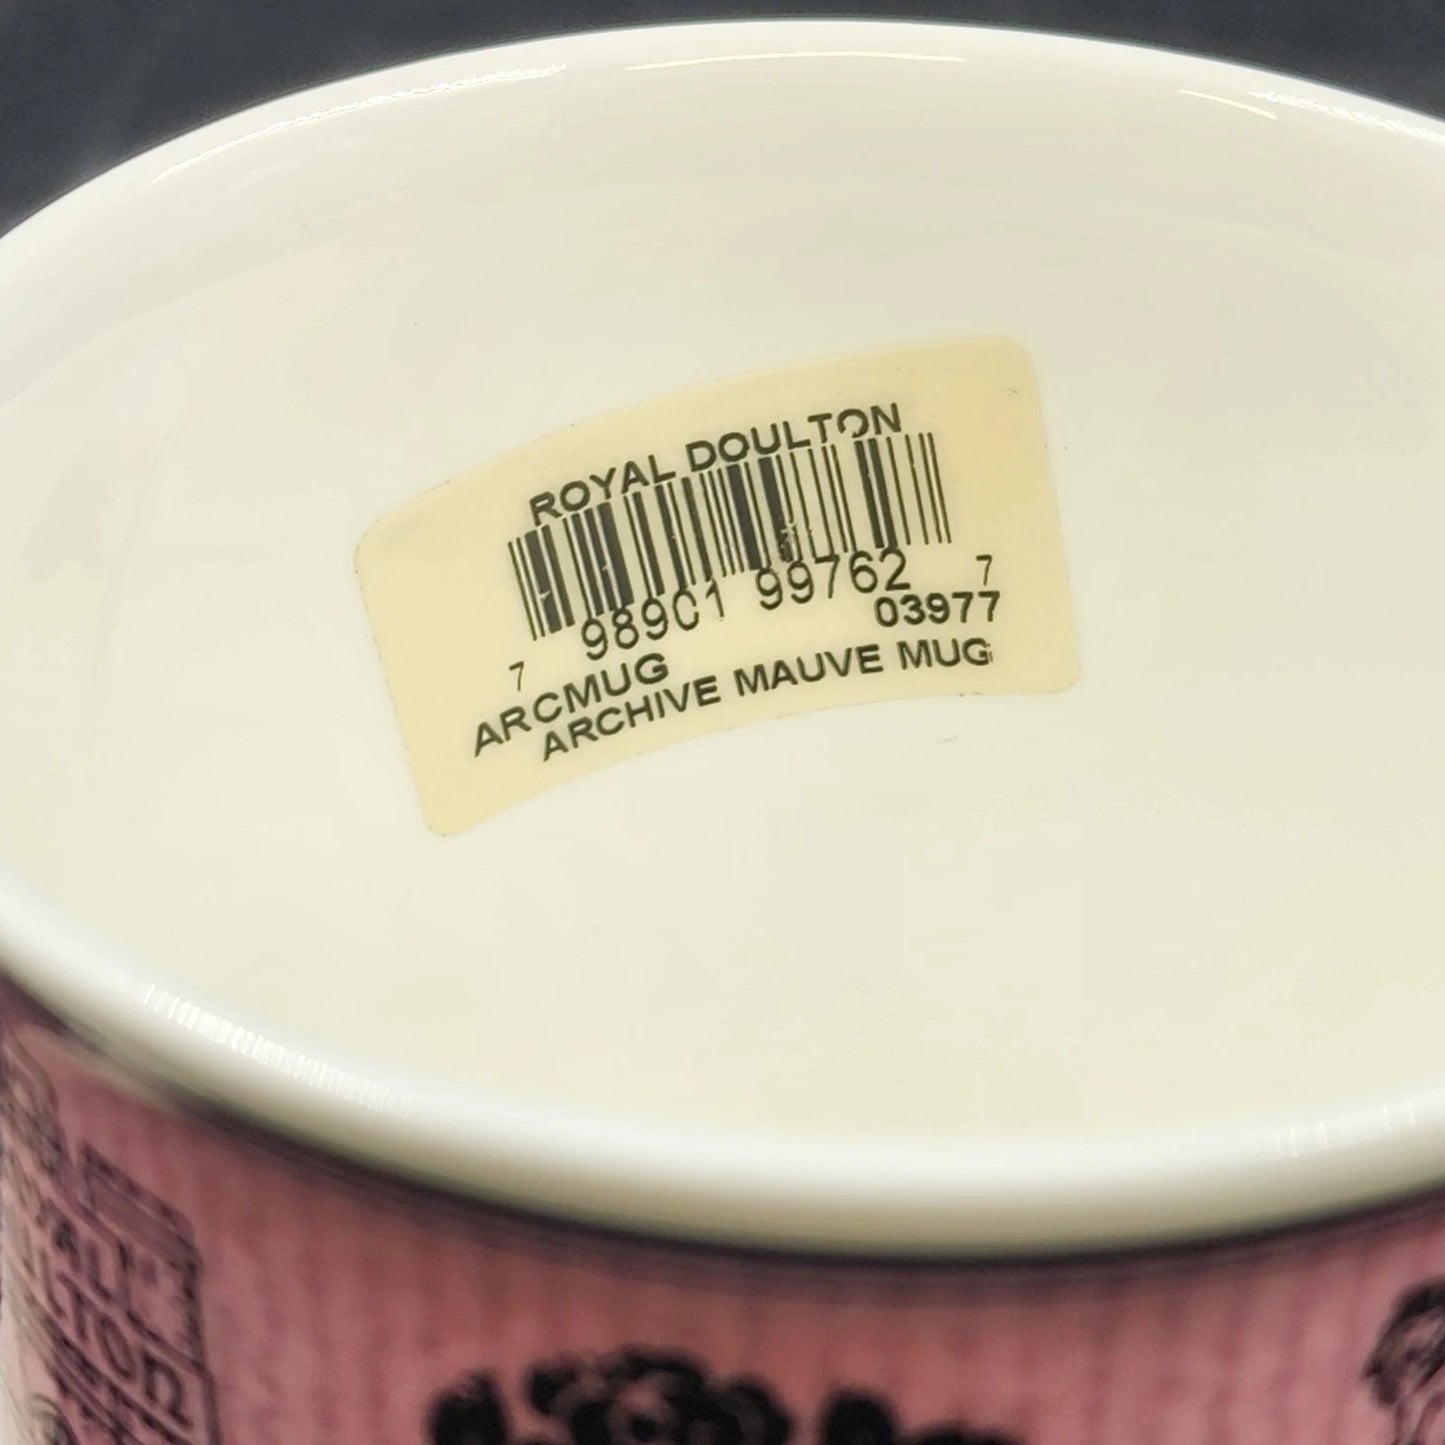 ROYAL DOULTON
7 98901 99762 7
03977
ARCMUG
ARCHIVE MAUVE MUG